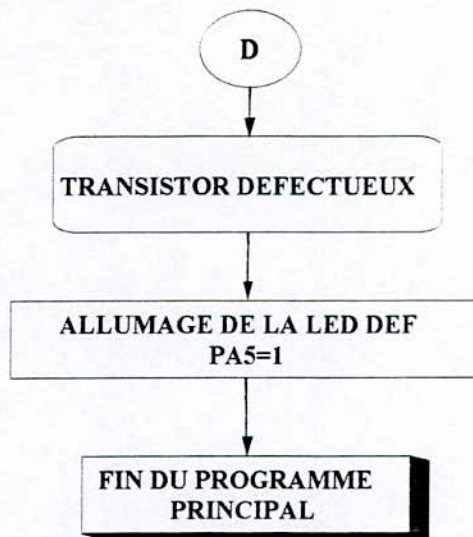 D
TRANSISTOR DEFECTUEUX
ALLUMAGE DE LA LED DEF
PA5=1
FIN DU PROGRAMME
PRINCIPAL